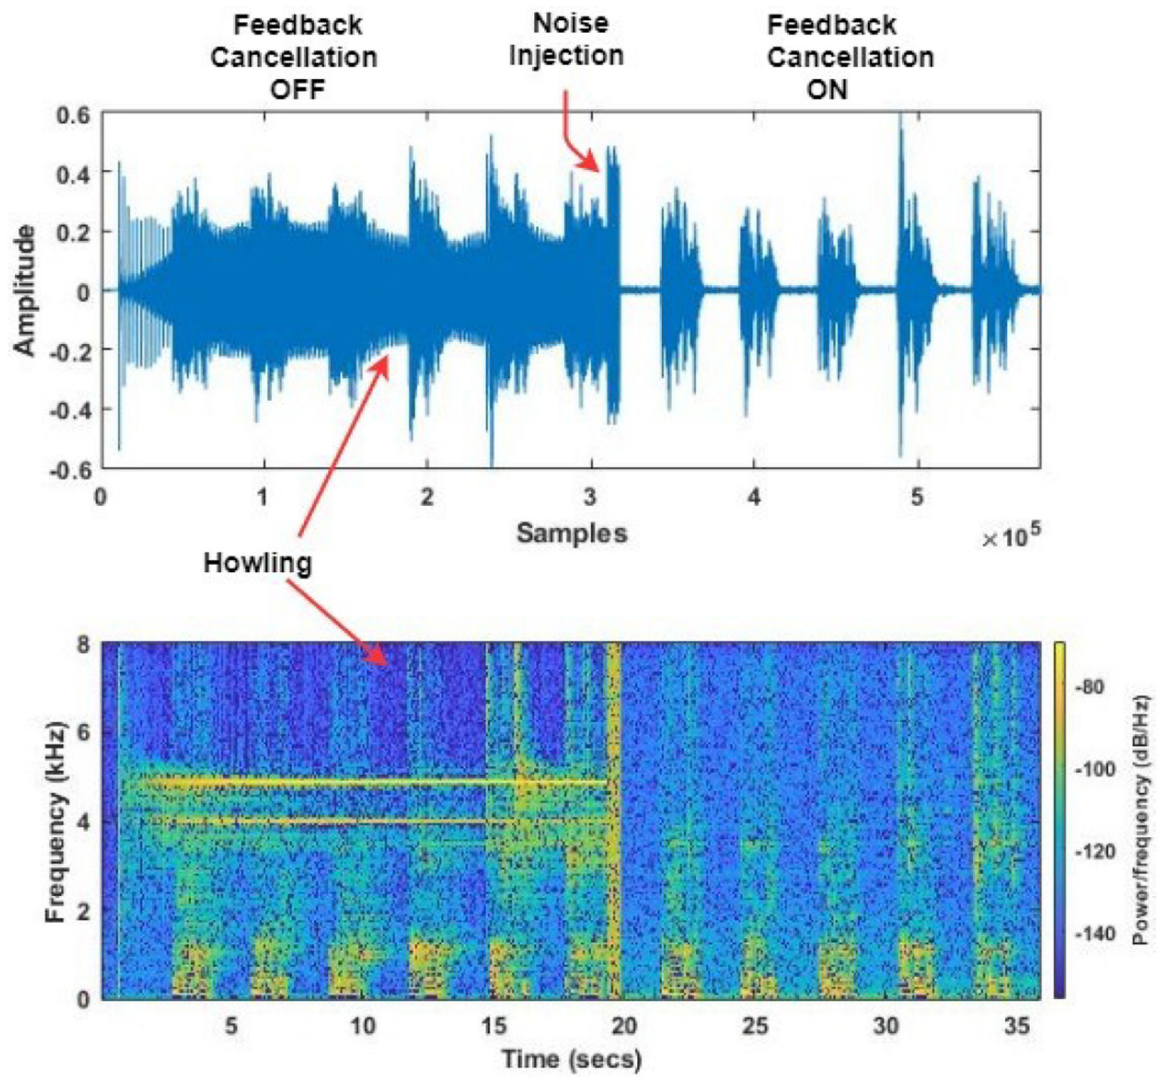 Feedback
Cancellation
OFF
Noise
Injection
Feedback
Cancellation
ON
0.6
0.4
0.2
0
-0.2
-0.4
-0.6
Amplitude
0 1 2 3 4 5
Samples
×10⁵
Howling
8
6
4
2
0
Frequency (kHz)
5 10 15 20 25 30 35
Time (secs)
-80
-100
-120
-140
Power/frequency (dB/Hz)